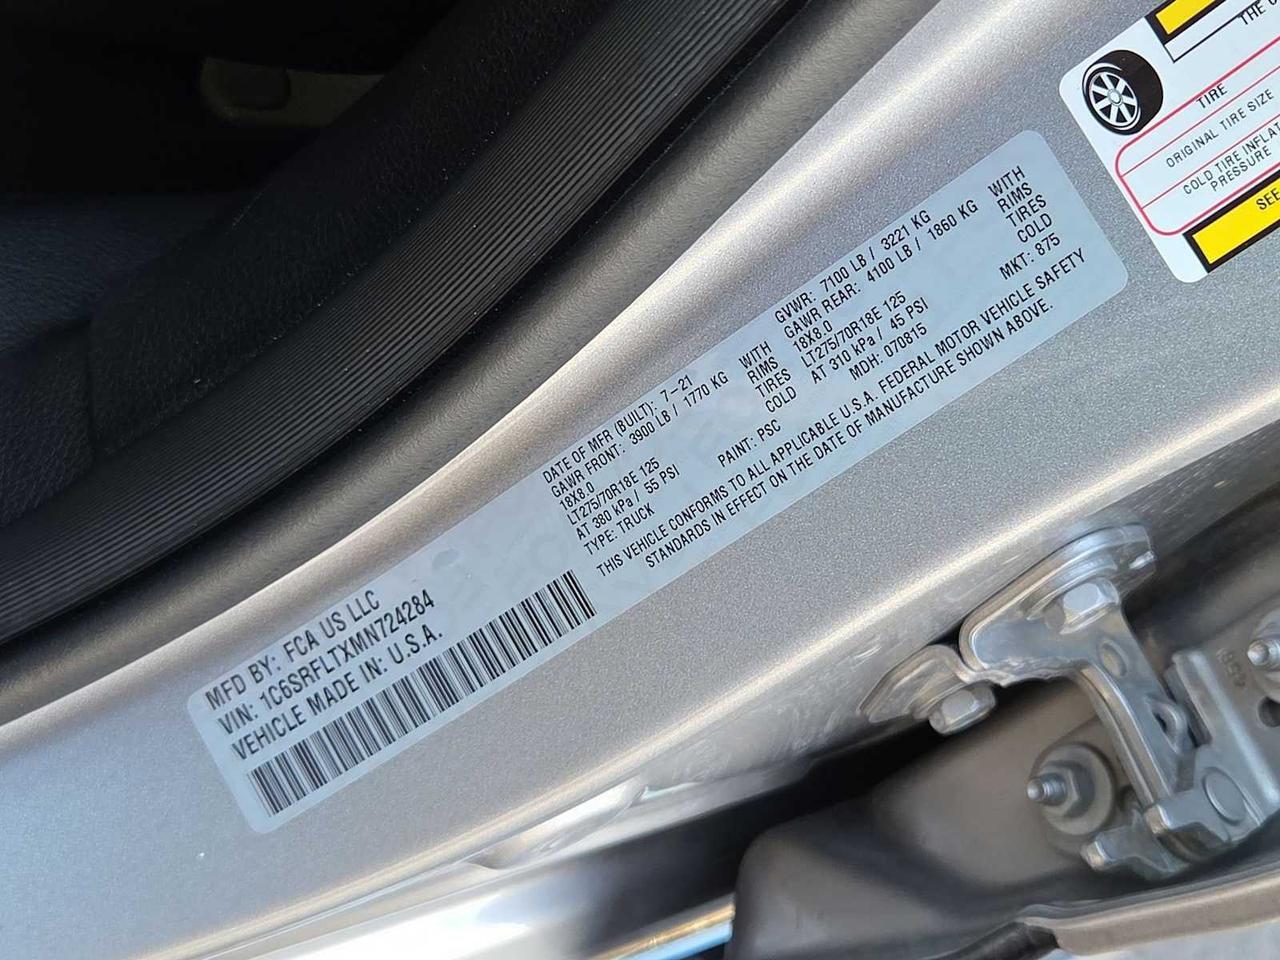 MFD BY: FCA US LLC
VIN: 1C6SRFLTXMN724284
VEHICLE MADE IN: U.S.A.
DATE OF MFR (BUILT): 7-21 GVWR: 7100 LB / 3221 KG
GAWR FRONT: 3900 LB / 1770 KG WITH GAWR REAR: 4100 LB / 1860 KG WITH
18X8.0 RIMS 18X8.0 RIMS
LT275/70R18E 125 TIRES LT275/70R18E 125 TIRES
AT 380 kPa / 55 PSI COLD AT 310 kPa / 45 PSI COLD
TYPE: TRUCK PAINT: PSC MDH: 070815 MKT: 875
THIS VEHICLE CONFORMS TO ALL APPLICABLE U.S.A. FEDERAL MOTOR VEHICLE SAFETY
STANDARDS IN EFFECT ON THE DATE OF MANUFACTURE SHOWN ABOVE.
THE
TIRE
ORIGINAL TIRE SIZE
COLD TIRE
PRESSURE
SEE